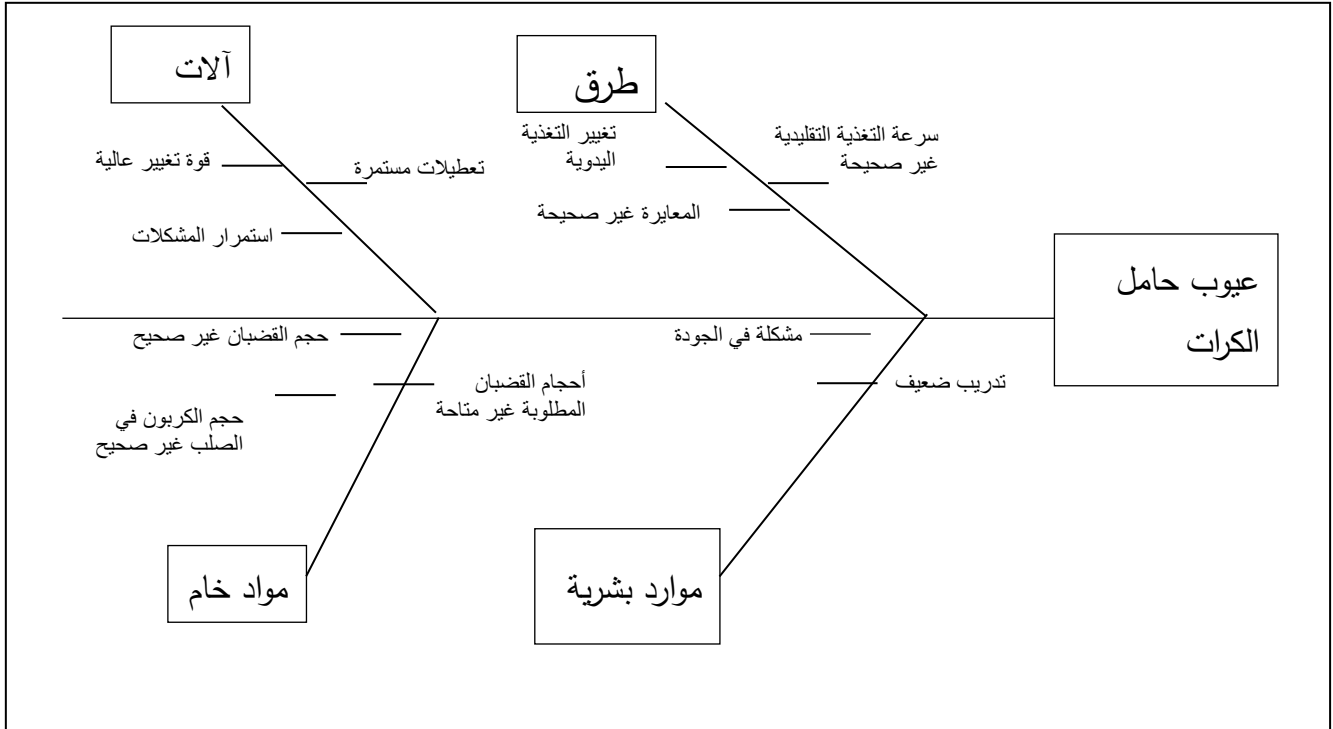 آلات
طرق
تغيير التغذية
اليدوية
سرعة التغذية التقليدية
غير صحيحة
قوة تغيير عالية
تعطيلات مستمرة
المعايرة غير صحيحة
استمرار المشكلات
عيوب حامل
الكرات
حجم القضبان غير صحيح
مشكلة في الجودة
أحجام القضبان
المطلوبة غير متاحة
تدريب ضعيف
حجم الكربون في
الصلب غير صحيح
مواد خام
موارد بشرية